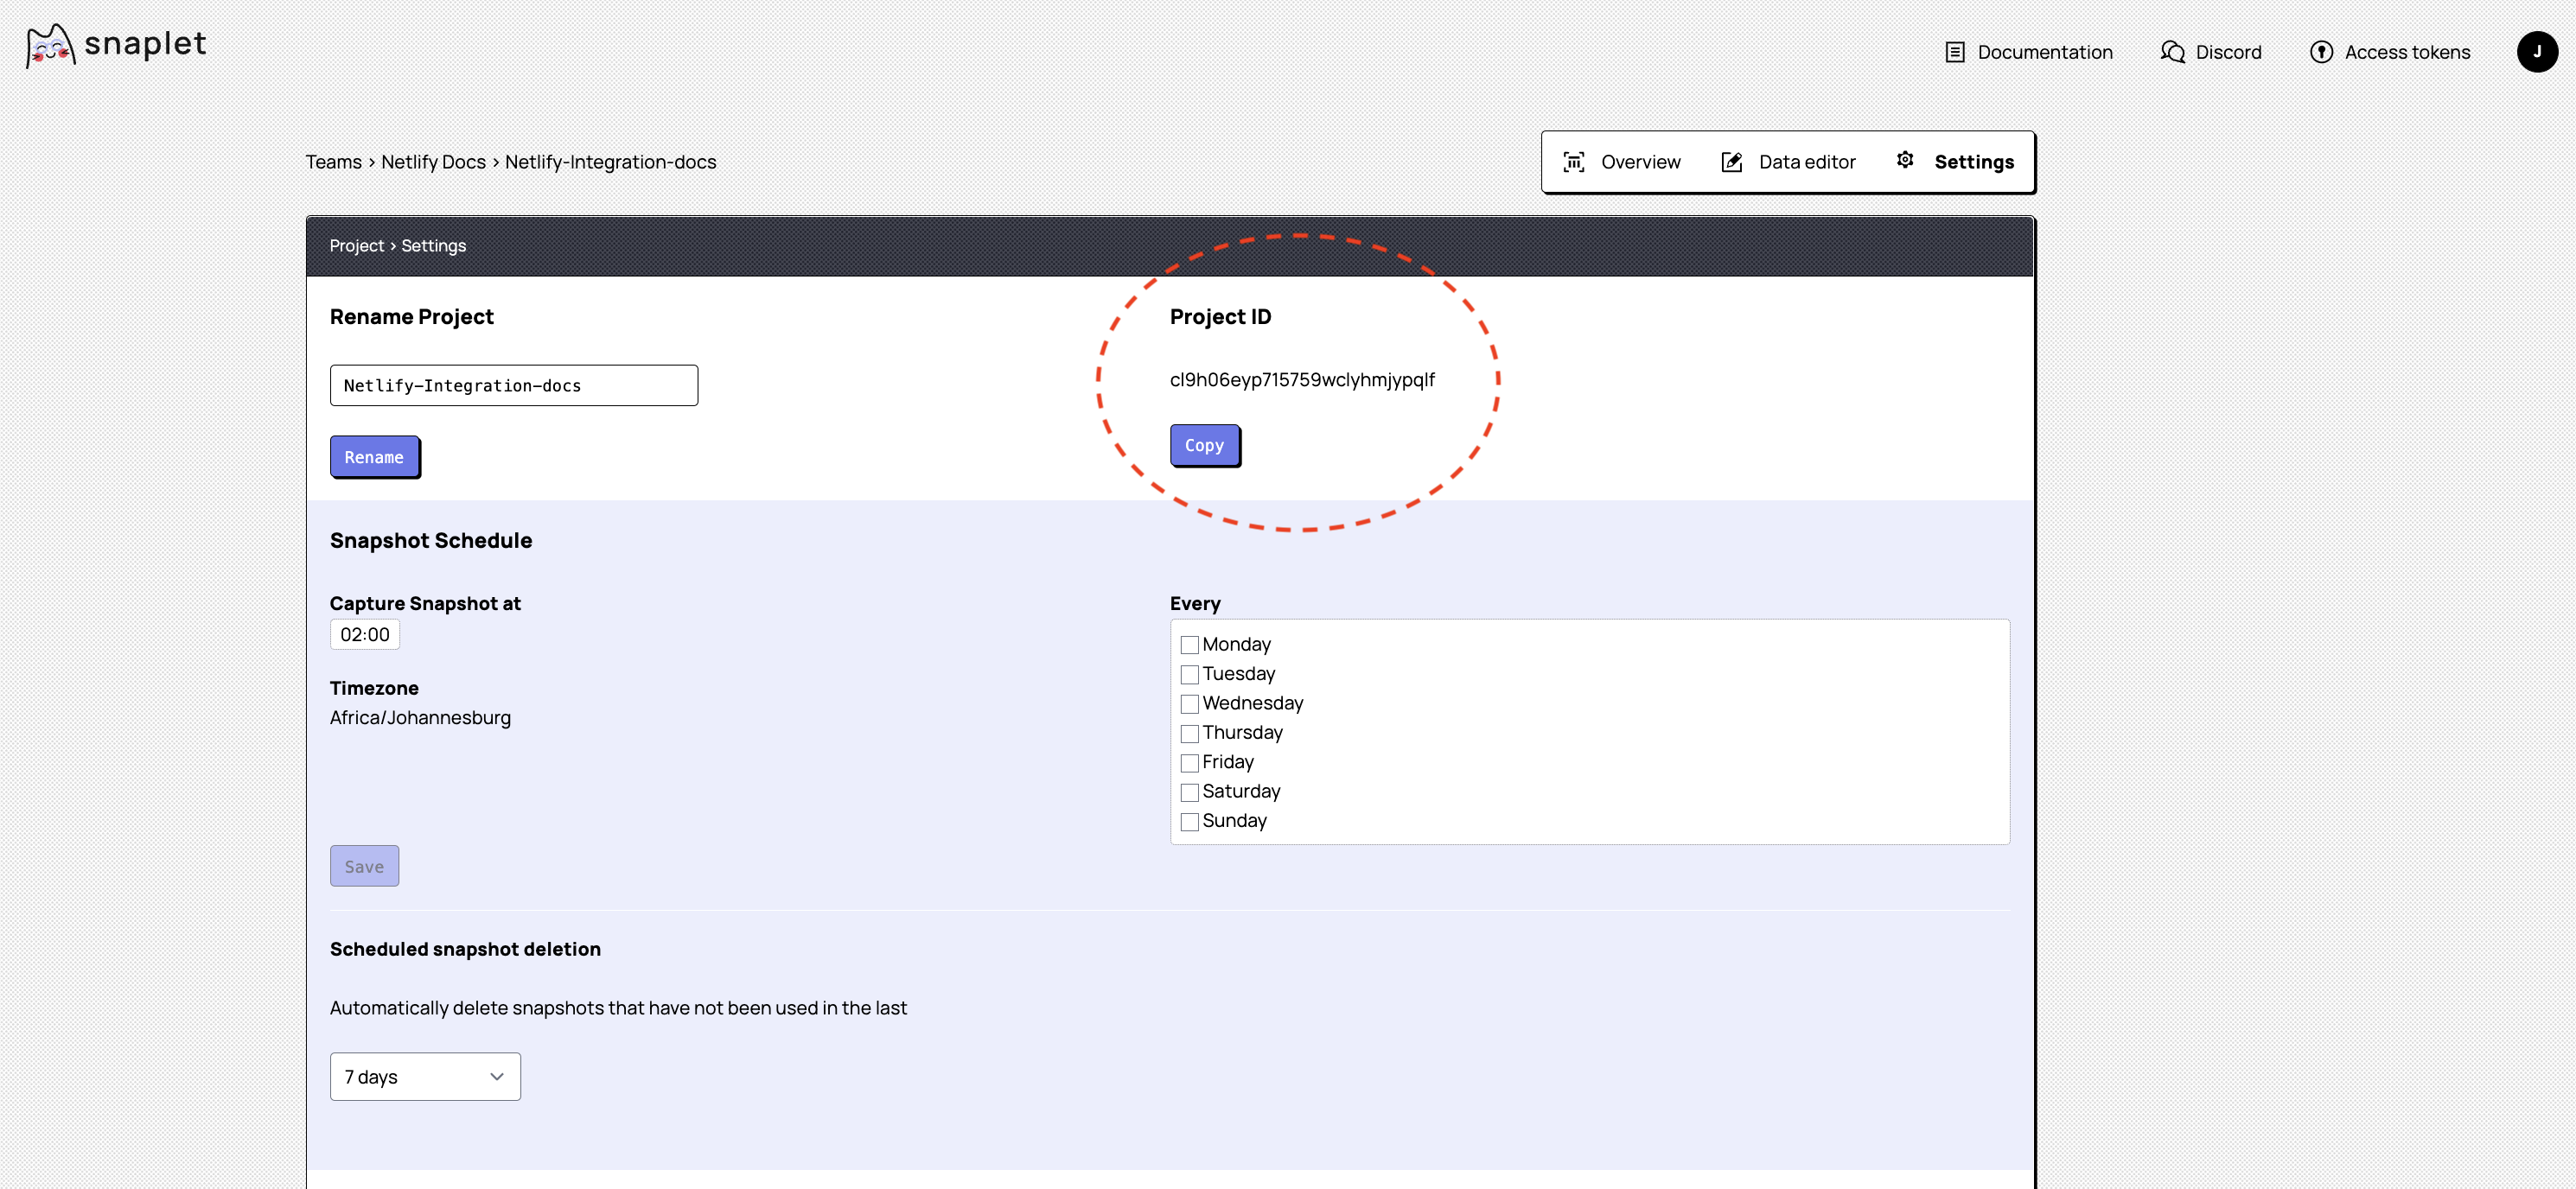 snaplet
Documentation
Discord
Access tokens
J
Teams > Netlify Docs > Netlify-Integration-docs
Overview
Data editor
Settings
Project > Settings
Rename Project
Netlify-Integration-docs
Rename
Project ID
cl9h06eyp715759wclyhmjypqlf
Copy
Snapshot Schedule
Capture Snapshot at
02:00
Timezone
Africa/Johannesburg
Every
Monday
Tuesday
Wednesday
Thursday
Friday
Saturday
Sunday
Save
Scheduled snapshot deletion
Automatically delete snapshots that have not been used in the last
7 days